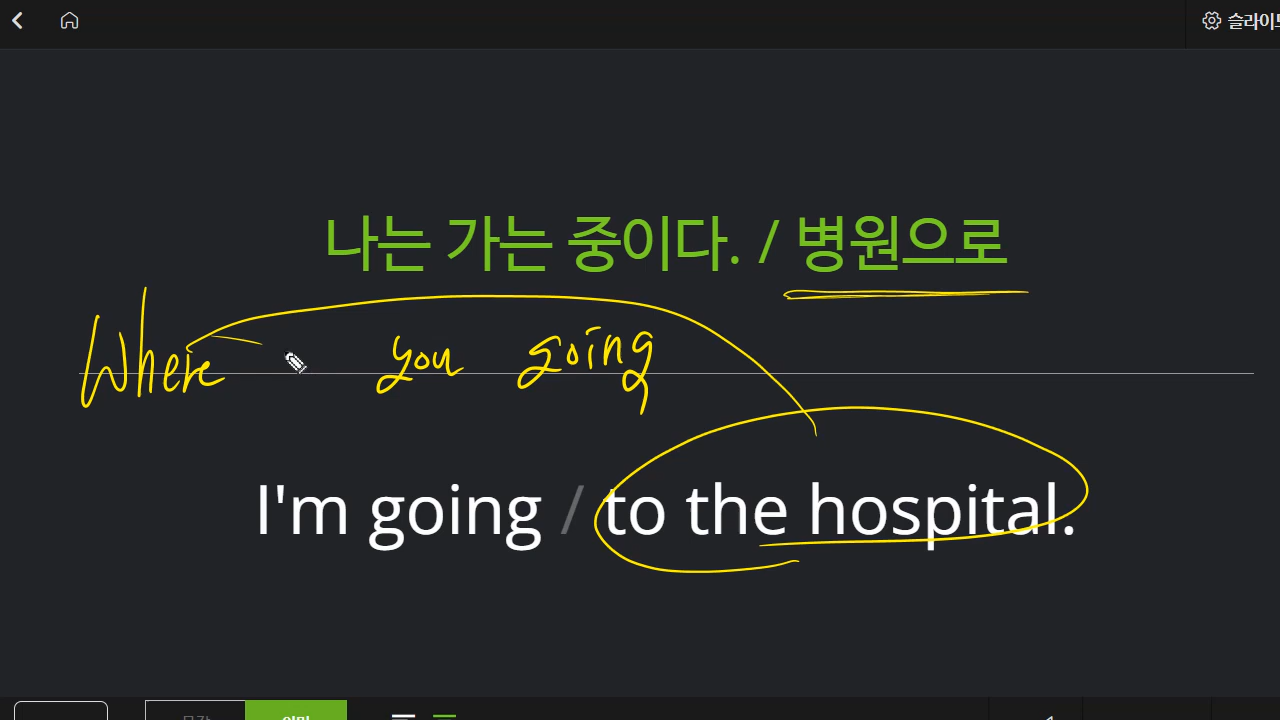 슬라이드
나는 가는 중이다. / 병원으로
Where you going
I'm going / to the hospital.